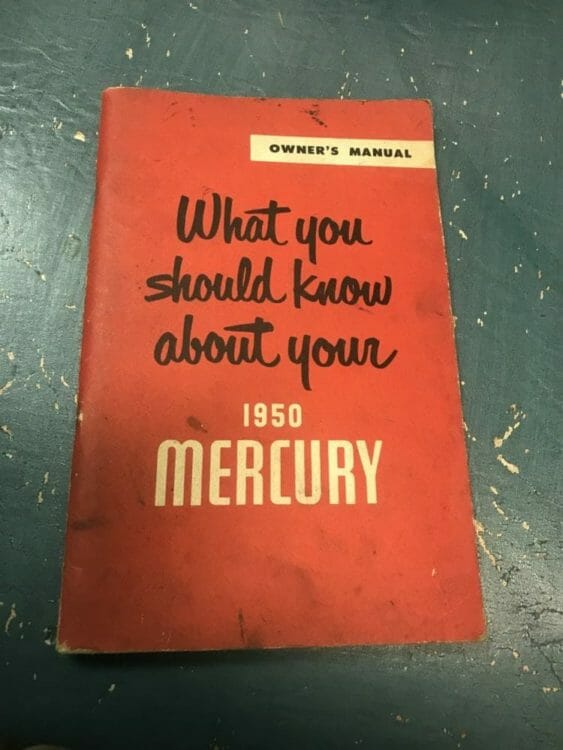 OWNER'S MANUAL
What you
should know
about your
1950
MERCURY